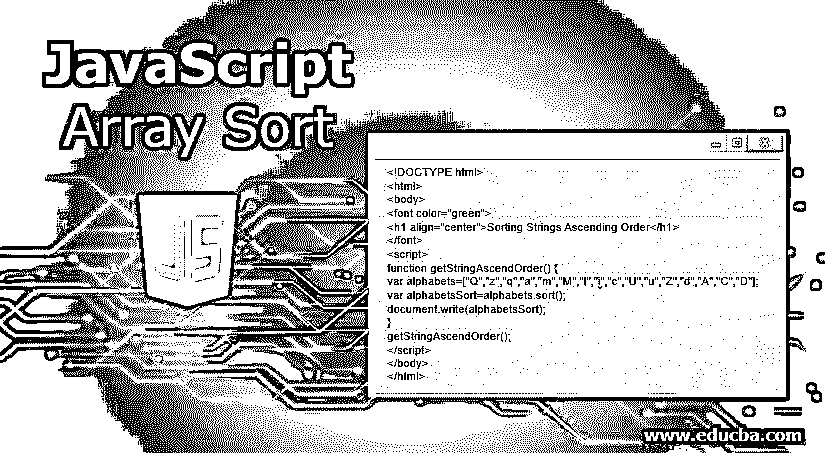 JavaScript
Array Sort
JS
<!DOCTYPE html>
<html>
<body>
<font color="green">
<h1 align="center">Sorting Strings Ascending Order</h1>
</font>
<script>
function getStringAscendOrder() {
var alphabets=["Q","z","q","a","m","M","I","i","c","U","u","Z","d","A","C","D"];
var alphabetsSort=alphabets.sort();
document.write(alphabetsSort);
}
getStringAscendOrder();
</script>
</body>
</html>
www.educba.com